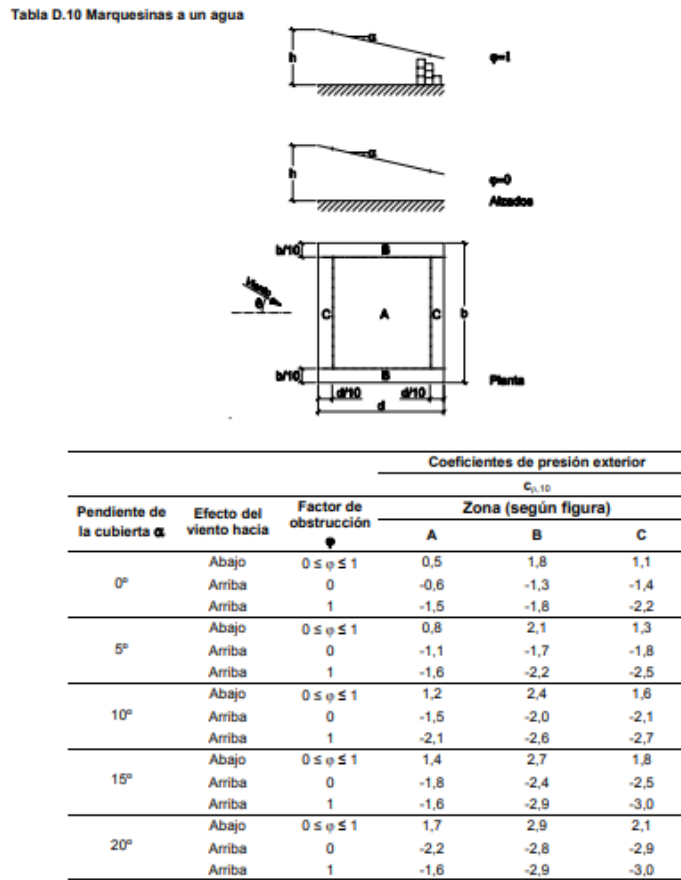 Tabla D.10 Marquesinas a un agua
α
h
φ=1
α
h
φ=0
Alzados
b/10
B
Viento
θ
C
A
C
b
b/10
B
Planta
d/10
d/10
d
Coeficientes de presión exterior
cp,10
Pendiente de la cubierta α Efecto del viento hacia Factor de obstrucción φ Zona (según figura)
A B C
Abajo 0 ≤ φ ≤ 1 0,5 1,8 1,1
0º Arriba 0 -0,6 -1,3 -1,4
Arriba 1 -1,5 -1,8 -2,2
Abajo 0 ≤ φ ≤ 1 0,8 2,1 1,3
5º Arriba 0 -1,1 -1,7 -1,8
Arriba 1 -1,6 -2,2 -2,5
Abajo 0 ≤ φ ≤ 1 1,2 2,4 1,6
10º Arriba 0 -1,5 -2,0 -2,1
Arriba 1 -2,1 -2,6 -2,7
Abajo 0 ≤ φ ≤ 1 1,4 2,7 1,8
15º Arriba 0 -1,8 -2,4 -2,5
Arriba 1 -1,6 -2,9 -3,0
Abajo 0 ≤ φ ≤ 1 1,7 2,9 2,1
20º Arriba 0 -2,2 -2,8 -2,9
Arriba 1 -1,6 -2,9 -3,0